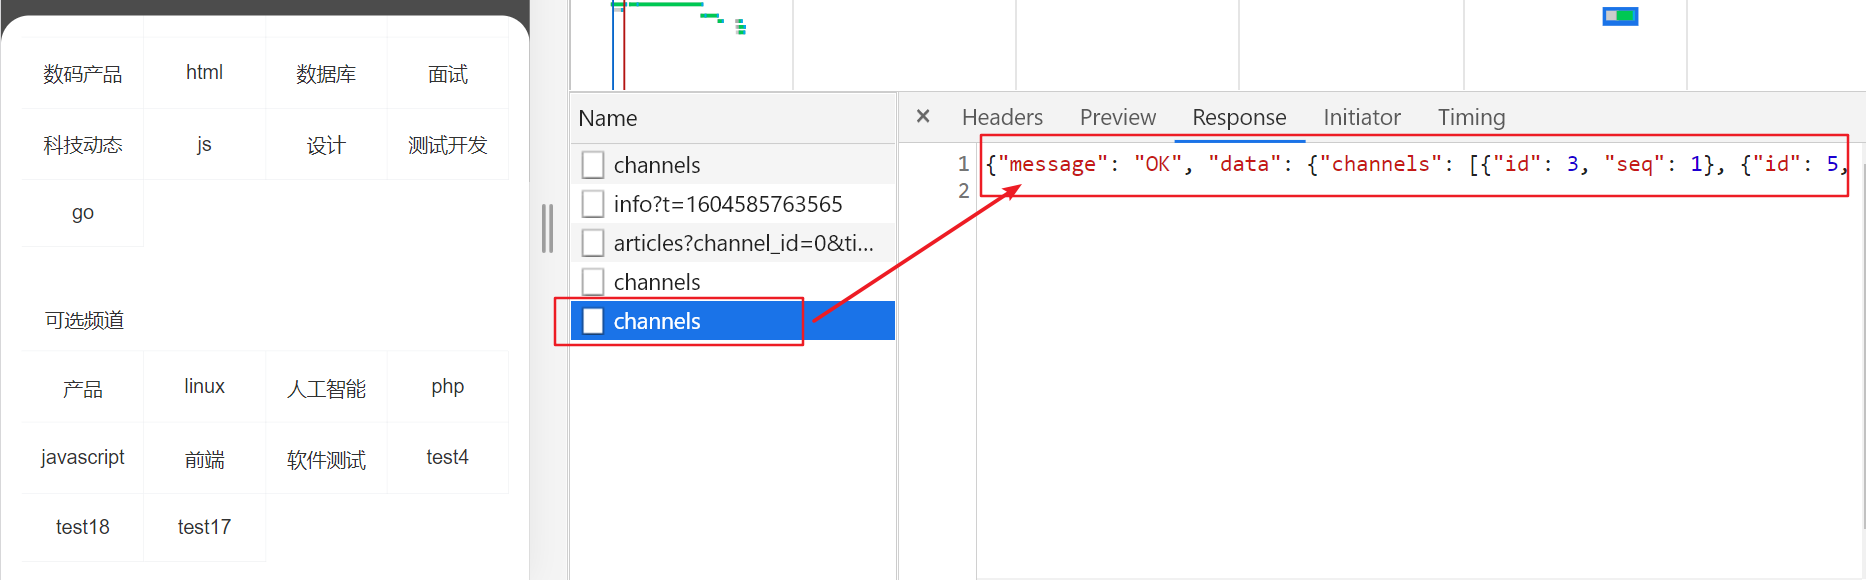 数码产品 html 数据库 面试
科技动态 js 设计 测试开发
go
可选频道
产品 linux 人工智能 php
javascript 前端 软件测试 test4
test18 test17
Name
channels
info?t=1604585763565
articles?channel_id=0&ti...
channels
channels
× Headers Preview Response Initiator Timing
1 {"message": "OK", "data": {"channels": [{"id": 3, "seq": 1}, {"id": 5,
2